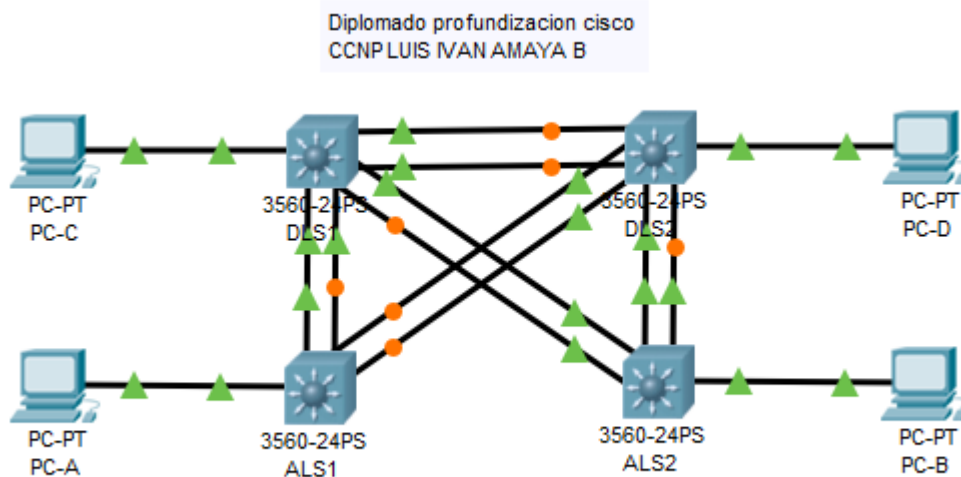 Diplomado profundizacion cisco
CCNP LUIS IVAN AMAYA B
PC-PT
PC-C
3560-24PS
DLS1
3560-24PS
DLS2
PC-PT
PC-D
PC-PT
PC-A
3560-24PS
ALS1
3560-24PS
ALS2
PC-PT
PC-B